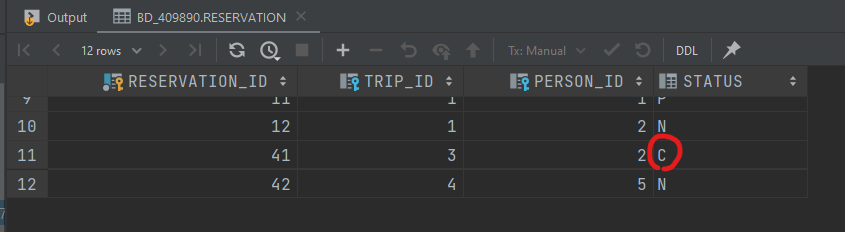 Output BD_409890.RESERVATION
12 rows Tx: Manual DDL
RESERVATION_ID TRIP_ID PERSON_ID STATUS
9 11 1 1 P
10 12 1 2 N
11 41 3 2 C
12 42 4 5 N
7